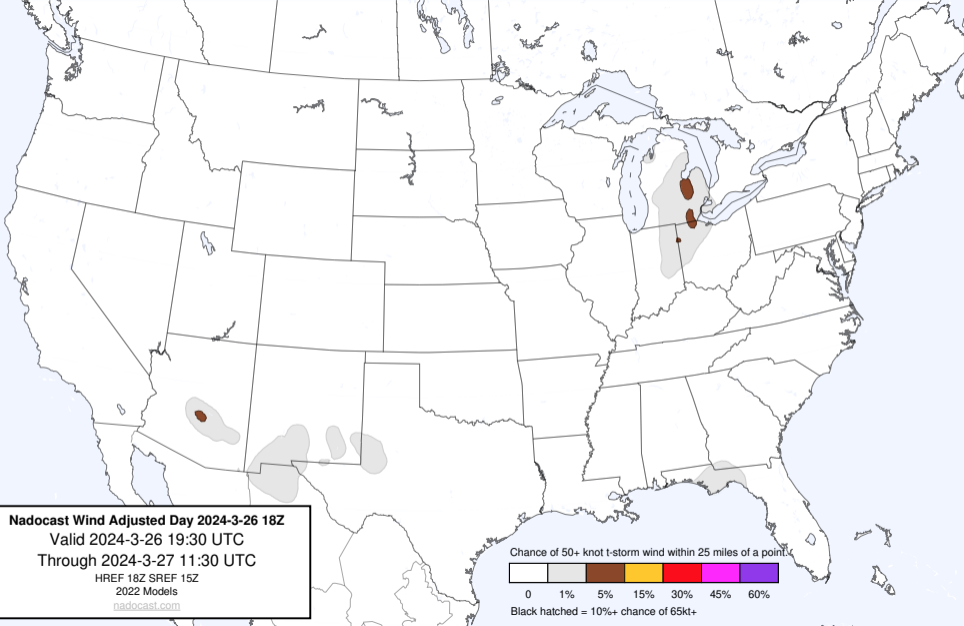 Nadocast Wind Adjusted Day 2024-3-26 18Z
Valid 2024-3-26 19:30 UTC
Through 2024-3-27 11:30 UTC
HREF 18Z SREF 15Z
2022 Models
nadocast.com
Chance of 50+ knot t-storm wind within 25 miles of a point.
0 1% 5% 15% 30% 45% 60%
Black hatched = 10%+ chance of 65kt+